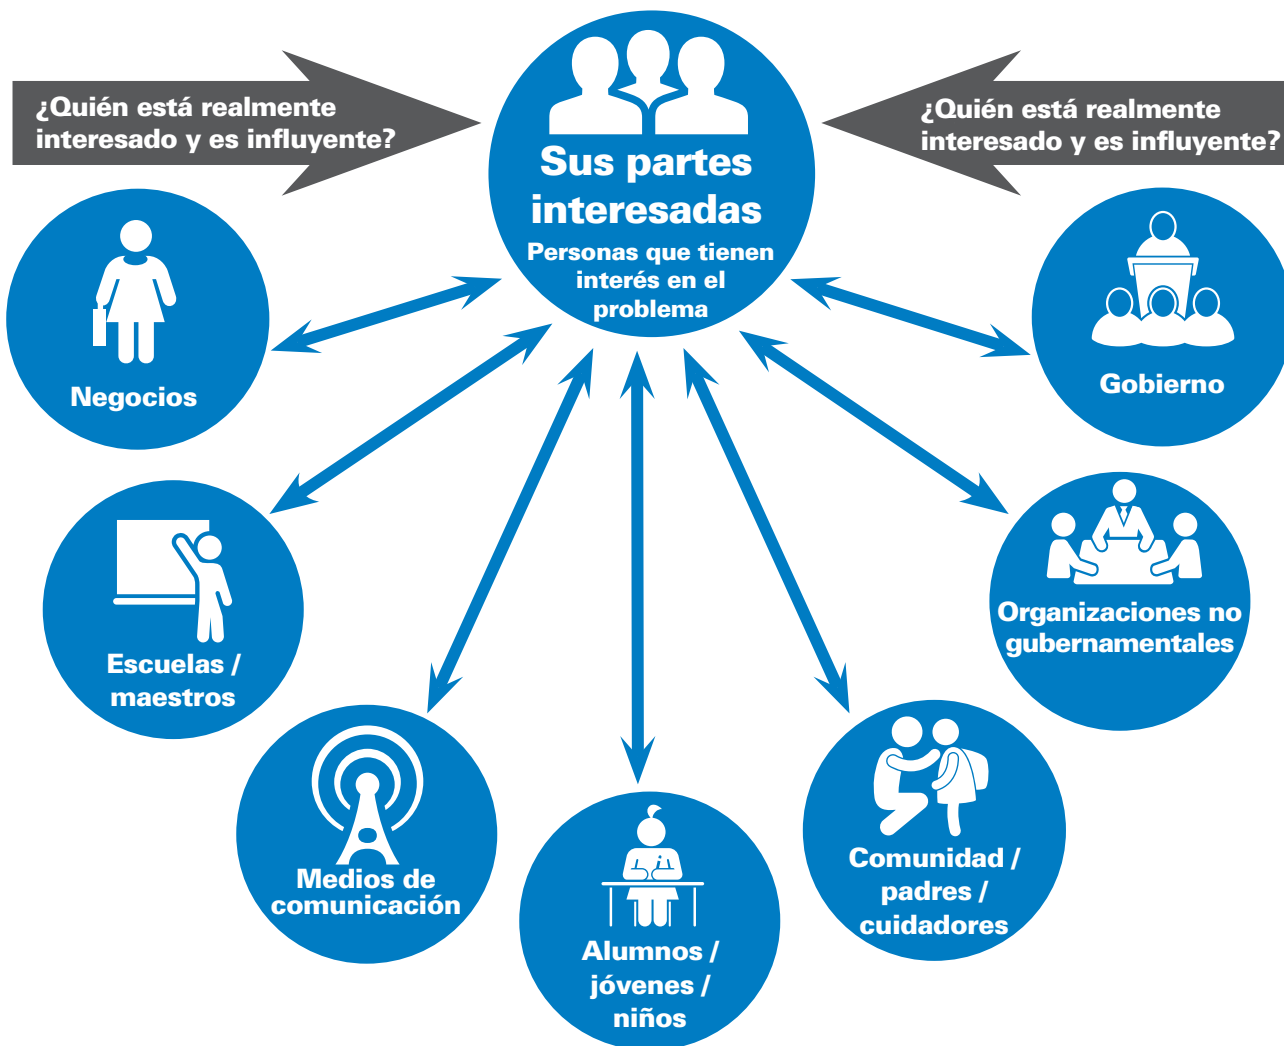 ¿Quién está realmente
interesado y es influyente?
Sus partes
interesadas
Personas que tienen
interés en el
problema
¿Quién está realmente
interesado y es influyente?
Negocios
Gobierno
Escuelas /
maestros
Organizaciones no
gubernamentales
Medios de
comunicación
Comunidad /
padres /
cuidadores
Alumnos /
jóvenes /
niños